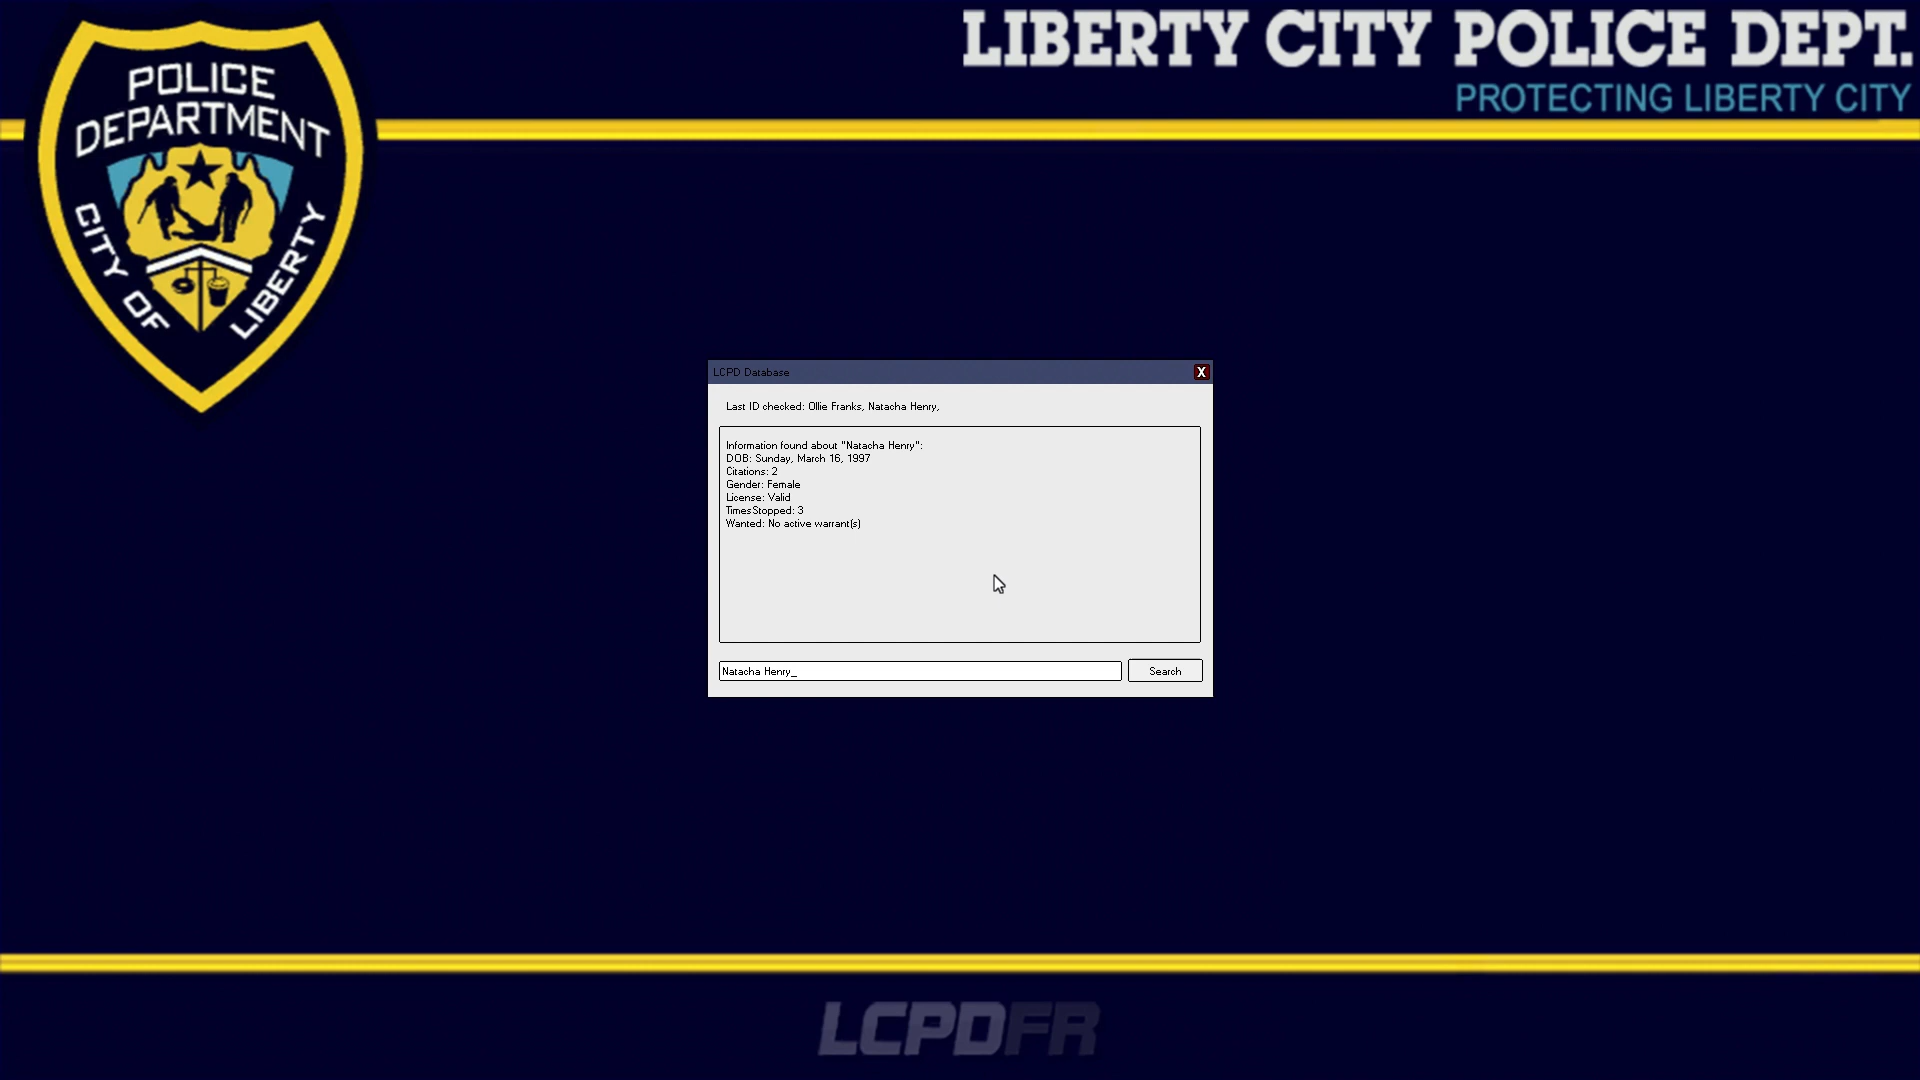 POLICE
DEPARTMENT
CITY OF LIBERTY
LIBERTY CITY POLICE DEPT.
PROTECTING LIBERTY CITY
LCPD Database
X
Last ID checked: Ollie Franks, Natacha Henry,
Information found about "Natacha Henry":
DOB: Sunday, March 16, 1997
Citations: 2
Gender: Female
License: Valid
TimesStopped: 3
Wanted: No active warrant(s)
Natacha Henry_
Search
LCPDFR